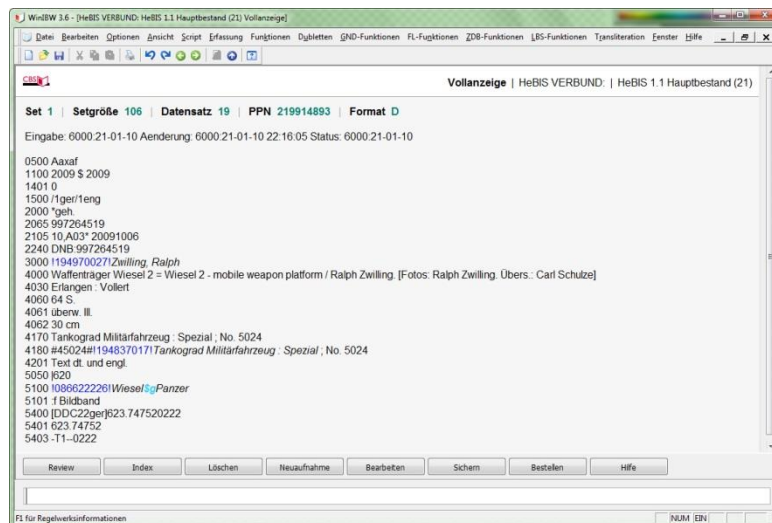 WinIBW 3.6 - [HeBIS VERBUND: HeBIS 1.1 Hauptbestand (21) Vollanzeige]
Datei Bearbeiten Optionen Ansicht Script Erfassung Funktionen Dubletten GND-Funktionen FL-Funktionen ZDB-Funktionen LBS-Funktionen Transliteration Fenster Hilfe
CBS
Vollanzeige | HeBIS VERBUND: | HeBIS 1.1 Hauptbestand (21)
Set 1 | Setgröße 106 | Datensatz 19 | PPN 219914893 | Format D
Eingabe: 6000:21-01-10 Aenderung: 6000:21-01-10 22:16:05 Status: 6000:21-01-10
0500 Aaxaf
1100 2009 $ 2009
1401 0
1500 /1ger/1eng
2000 *geh.
2065 997264519
2105 10,A03* 20091006
2240 DNB:997264519
3000 !194970027!Zwilling, Ralph
4000 Waffenträger Wiesel 2 = Wiesel 2 - mobile weapon platform / Ralph Zwilling. [Fotos: Ralph Zwilling. Übers.: Carl Schulze]
4030 Erlangen : Vollert
4060 64 S.
4061 überw. Ill.
4062 30 cm
4170 Tankograd Militärfahrzeug : Spezial ; No. 5024
4180 #45024#!194837017!Tankograd Militärfahrzeug : Spezial ; No. 5024
4201 Text dt. und engl.
5050 |620
5100 !086622226!Wiesel$gPanzer
5101 :f Bildband
5400 [DDC22ger]623.747520222
5401 623.74752
5403 -T1--0222
Review Index Löschen Neuaufnahme Bearbeiten Sichern Bestellen Hilfe
F1 für Regelwerksinformationen NUM EIN